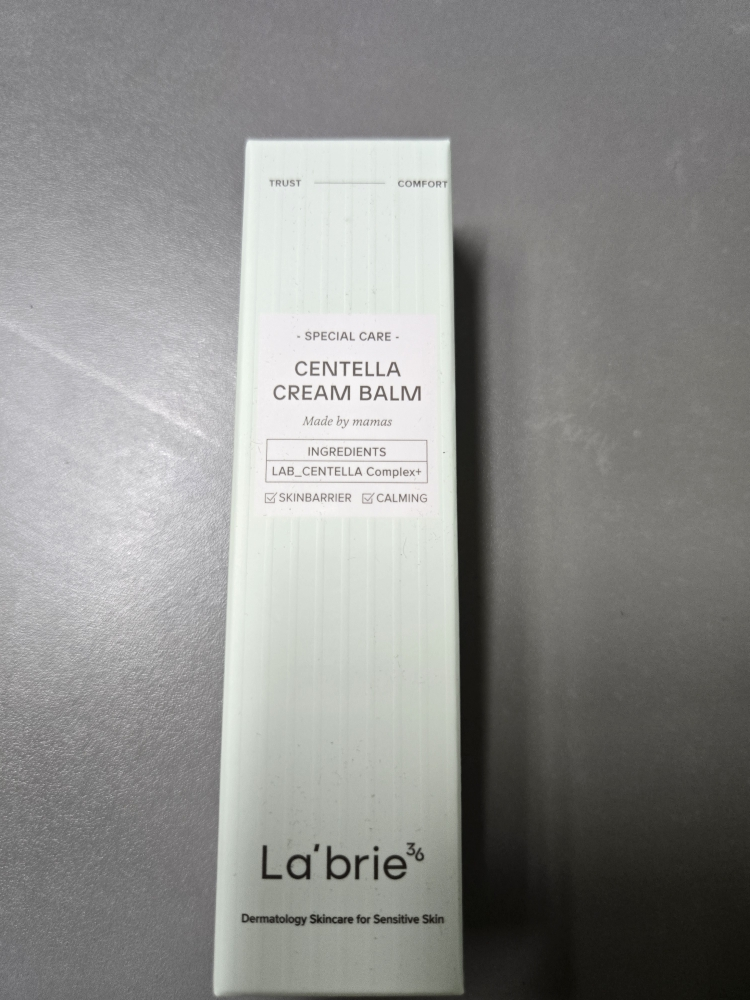 TRUST COMFORT
- SPECIAL CARE -
CENTELLA
CREAM BALM
Made by mamas
INGREDIENTS
LAB_CENTELLA Complex+
☑ SKINBARRIER ☑ CALMING
La'brie³⁶
Dermatology Skincare for Sensitive Skin